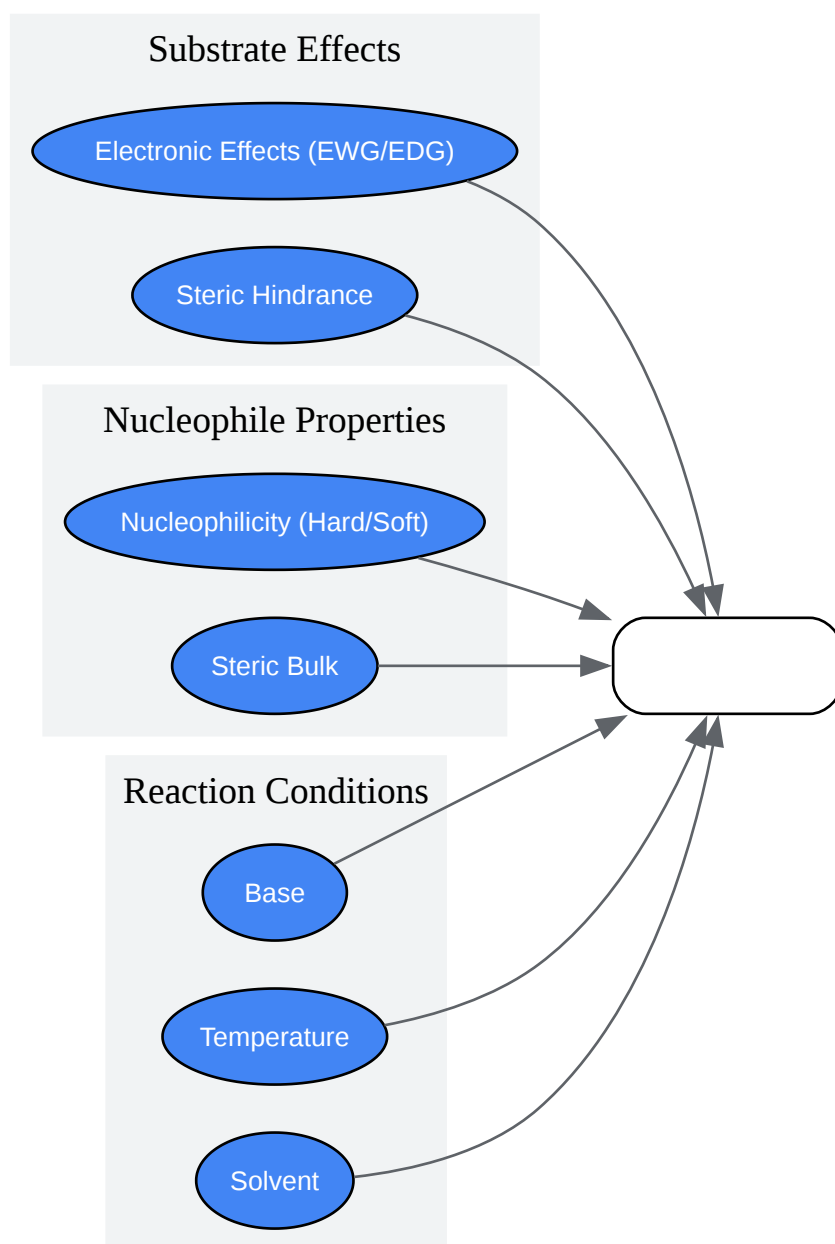 Substrate Effects
Electronic Effects (EWG/EDG)
Steric Hindrance
Nucleophile Properties
Nucleophilicity (Hard/Soft)
Steric Bulk
Reaction Conditions
Base
Temperature
Solvent